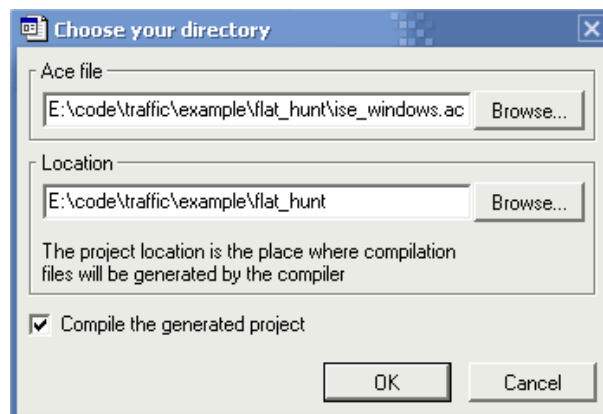 Choose your directory
Ace file
E:\code\traffic\example\flat_hunt\ise_windows.ac
Browse...
Location
E:\code\traffic\example\flat_hunt
Browse...
The project location is the place where compilation
files will be generated by the compiler
Compile the generated project
OK
Cancel